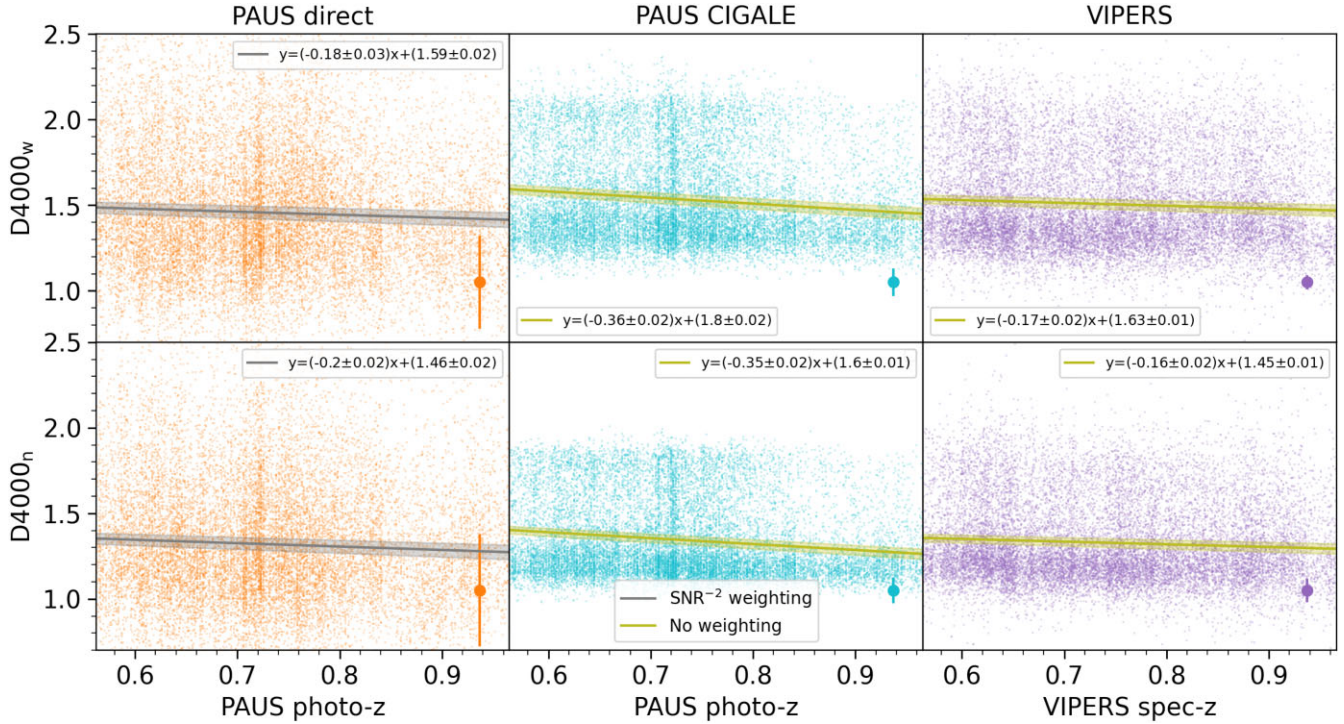 PAUS direct PAUS CIGALE VIPERS
2.5
y=(-0.18±0.03)x+(1.59±0.02)
2.0
D4000w
1.5
1.0
y=(-0.36±0.02)x+(1.8±0.02)
y=(-0.17±0.02)x+(1.63±0.01)
2.5
y=(-0.2±0.02)x+(1.46±0.02)
y=(-0.35±0.02)x+(1.6±0.01)
y=(-0.16±0.02)x+(1.45±0.01)
2.0
D4000n
1.5
1.0
SNR⁻² weighting
No weighting
0.6 0.7 0.8 0.9 0.6 0.7 0.8 0.9 0.6 0.7 0.8 0.9
PAUS photo-z PAUS photo-z VIPERS spec-z